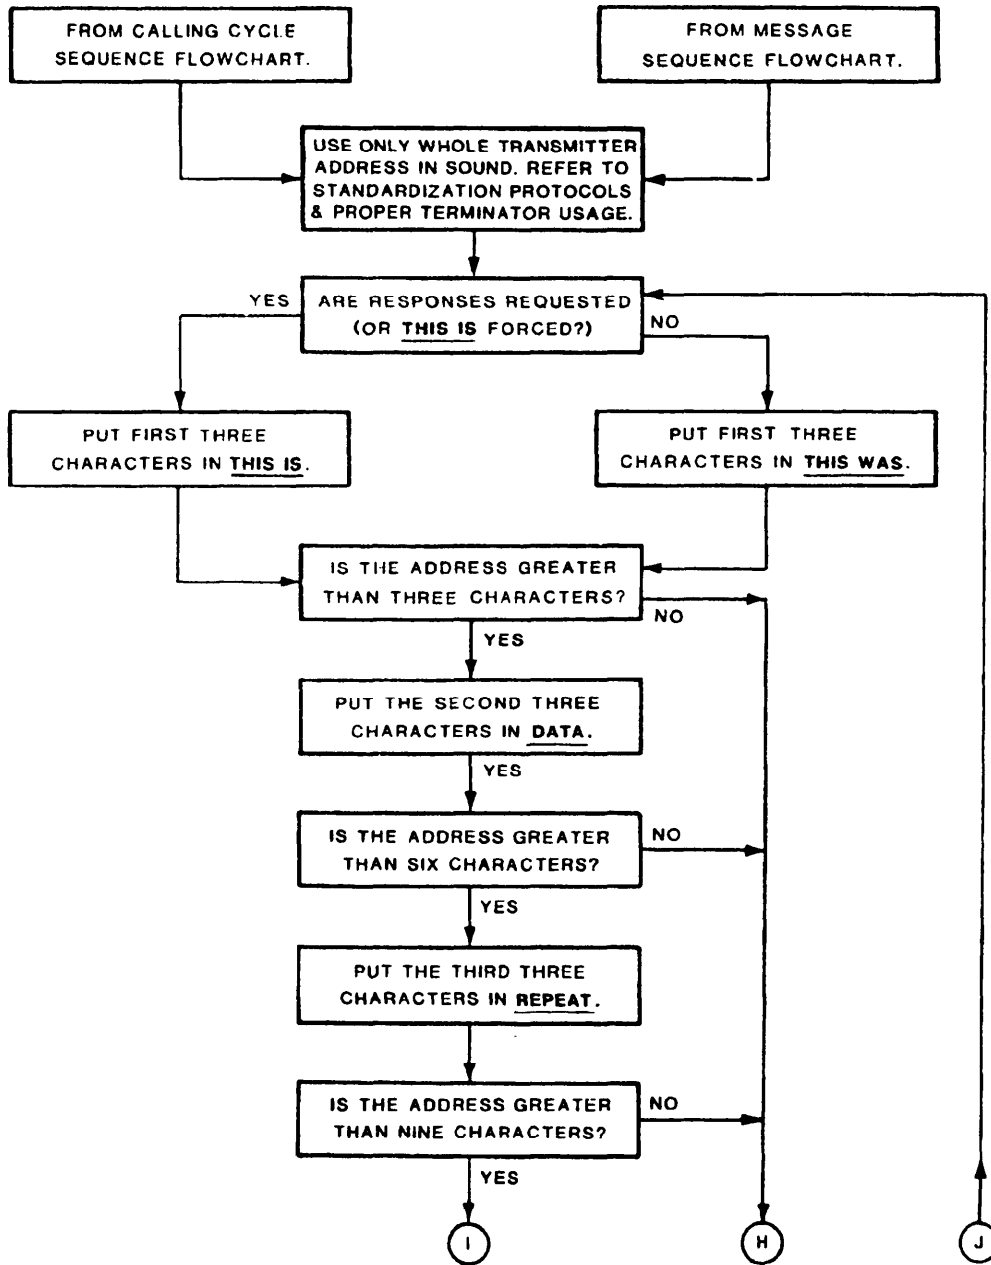 FROM CALLING CYCLE
SEQUENCE FLOWCHART.
FROM MESSAGE
SEQUENCE FLOWCHART.
USE ONLY WHOLE TRANSMITTER
ADDRESS IN SOUND. REFER TO
STANDARDIZATION PROTOCOLS
& PROPER TERMINATOR USAGE.
YES
ARE RESPONSES REQUESTED
(OR THIS IS FORCED?)
NO
PUT FIRST THREE
CHARACTERS IN THIS IS.
PUT FIRST THREE
CHARACTERS IN THIS WAS.
IS THE ADDRESS GREATER
THAN THREE CHARACTERS?
NO
YES
PUT THE SECOND THREE
CHARACTERS IN DATA.
YES
IS THE ADDRESS GREATER
THAN SIX CHARACTERS?
NO
YES
PUT THE THIRD THREE
CHARACTERS IN REPEAT.
IS THE ADDRESS GREATER
THAN NINE CHARACTERS?
NO
YES
I
H
J